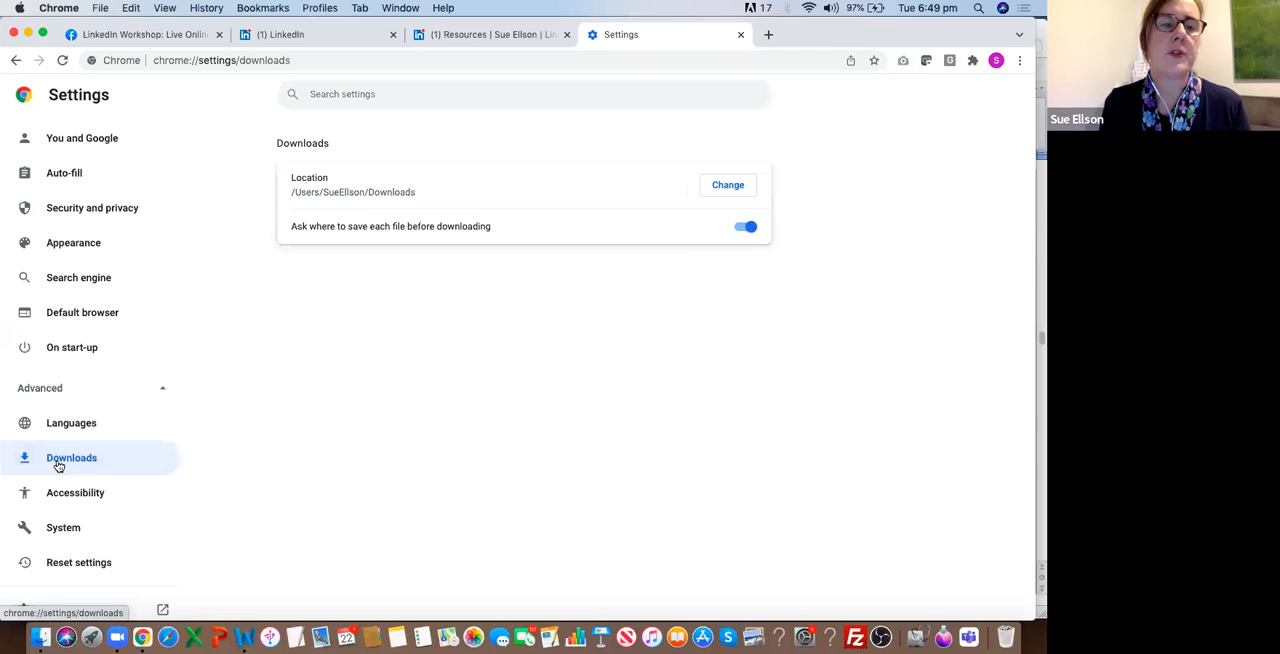 Chrome File Edit View History Bookmarks Profiles Tab Window Help 17 97% Tue 6:49 pm
LinkedIn Workshop: Live Onlin (1) LinkedIn (1) Resources | Sue Ellson | Lin Settings
Chrome chrome://settings/downloads S
Settings
Search settings
Sue Ellson
You and Google
Auto-fill
Security and privacy
Appearance
Search engine
Default browser
On start-up
Advanced
Languages
Downloads
Accessibility
System
Reset settings
Downloads
Location
/Users/SueEllson/Downloads
Change
Ask where to save each file before downloading
chrome://settings/downloads